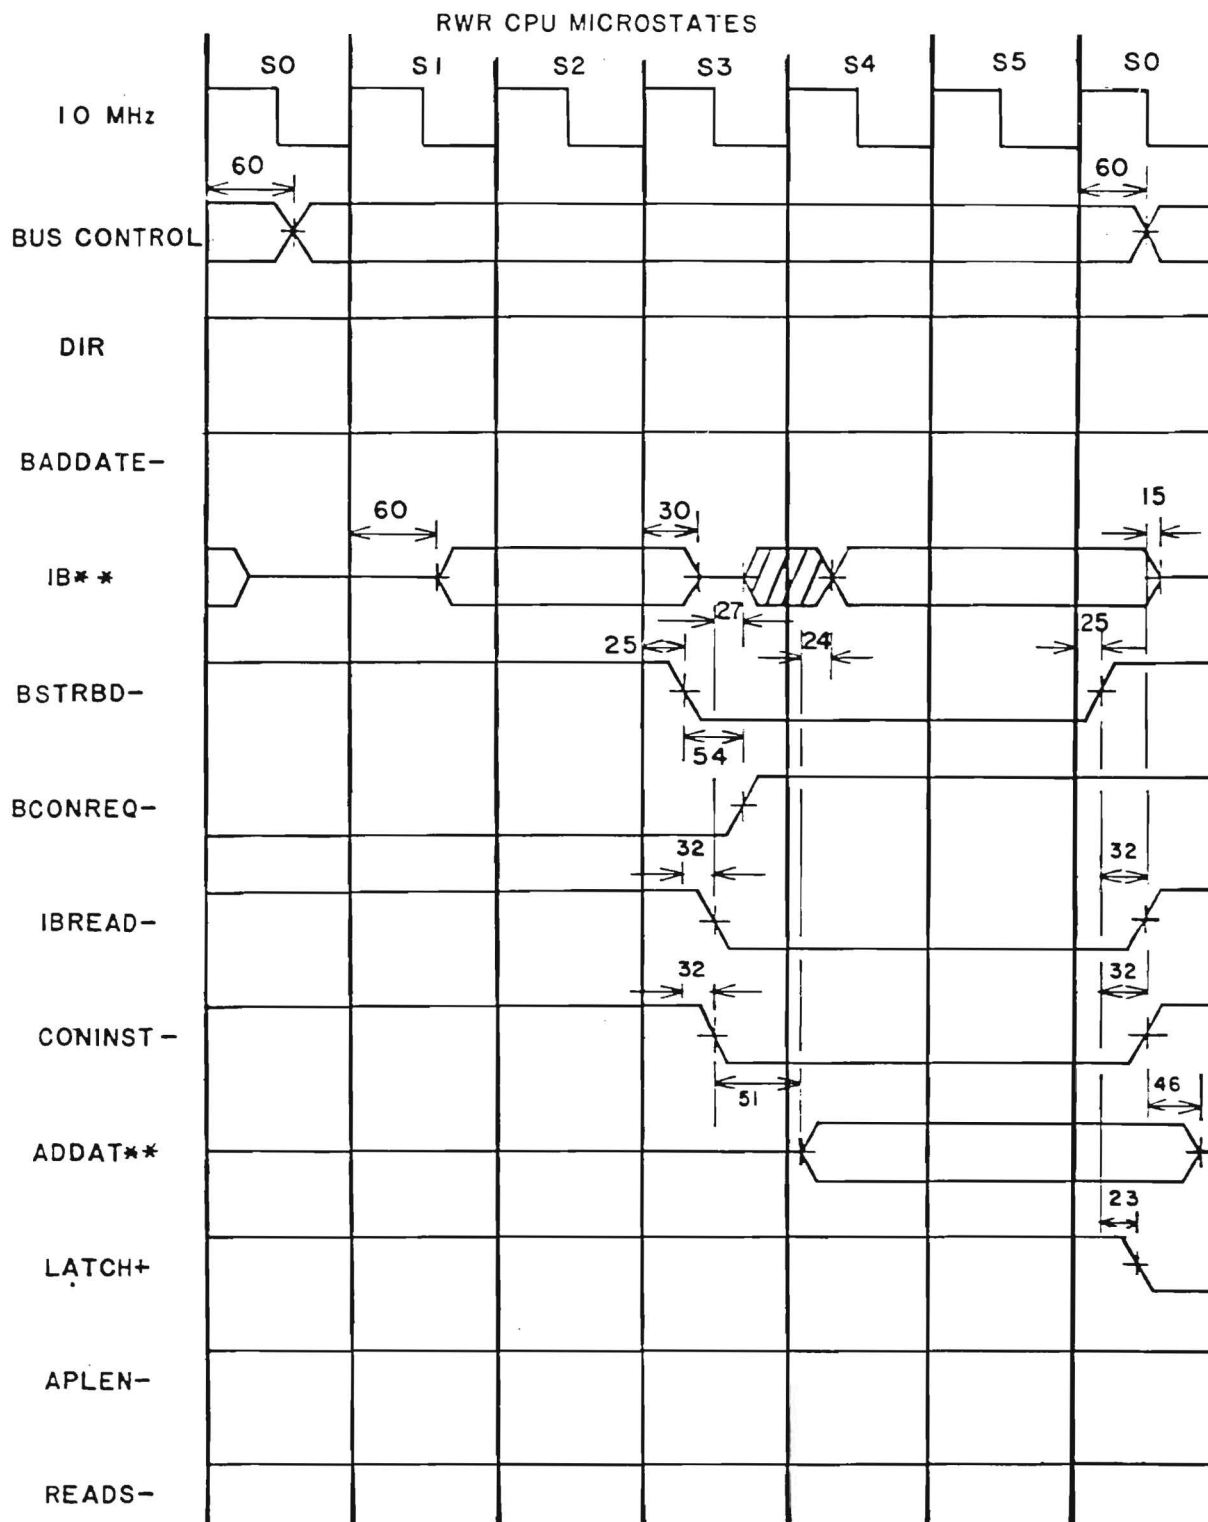 RWR CPU MICROSTATES
S0 S1 S2 S3 S4 S5 S0
10 MHz
60 60
BUS CONTROL
DIR
BADDATE-
60 30 15
IB**
27
25 24 25
BSTRBD-
54
BCONREQ-
32 32
IBREAD-
32 32
CONINST-
51 46
ADDAT**
23
LATCH+
APLEN-
READS-